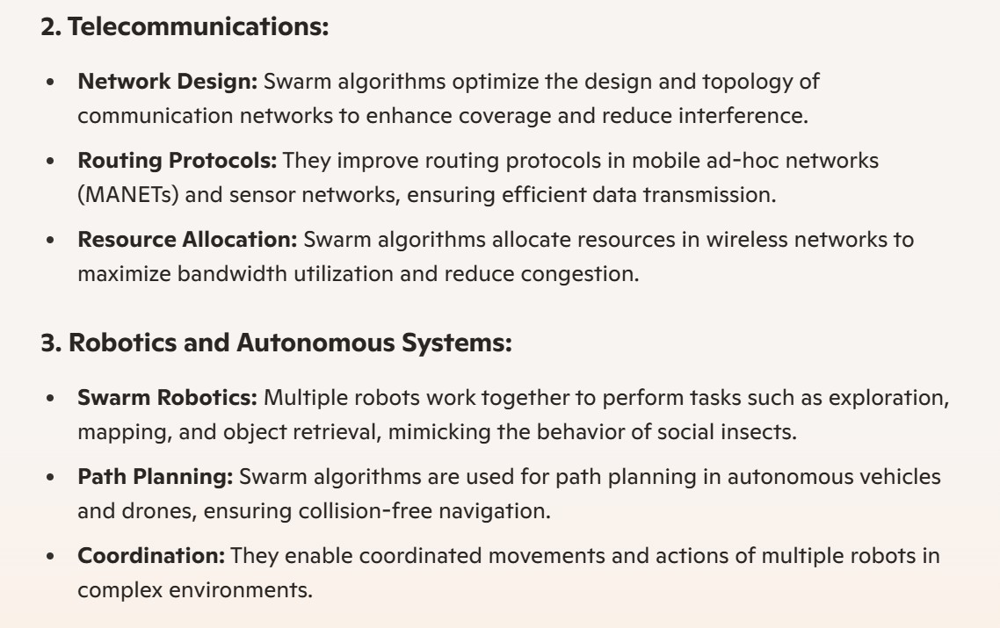 2. Telecommunications:
• Network Design: Swarm algorithms optimize the design and topology of
communication networks to enhance coverage and reduce interference.
• Routing Protocols: They improve routing protocols in mobile ad-hoc networks
(MANETs) and sensor networks, ensuring efficient data transmission.
• Resource Allocation: Swarm algorithms allocate resources in wireless networks to
maximize bandwidth utilization and reduce congestion.
3. Robotics and Autonomous Systems:
• Swarm Robotics: Multiple robots work together to perform tasks such as exploration,
mapping, and object retrieval, mimicking the behavior of social insects.
• Path Planning: Swarm algorithms are used for path planning in autonomous vehicles
and drones, ensuring collision-free navigation.
• Coordination: They enable coordinated movements and actions of multiple robots in
complex environments.